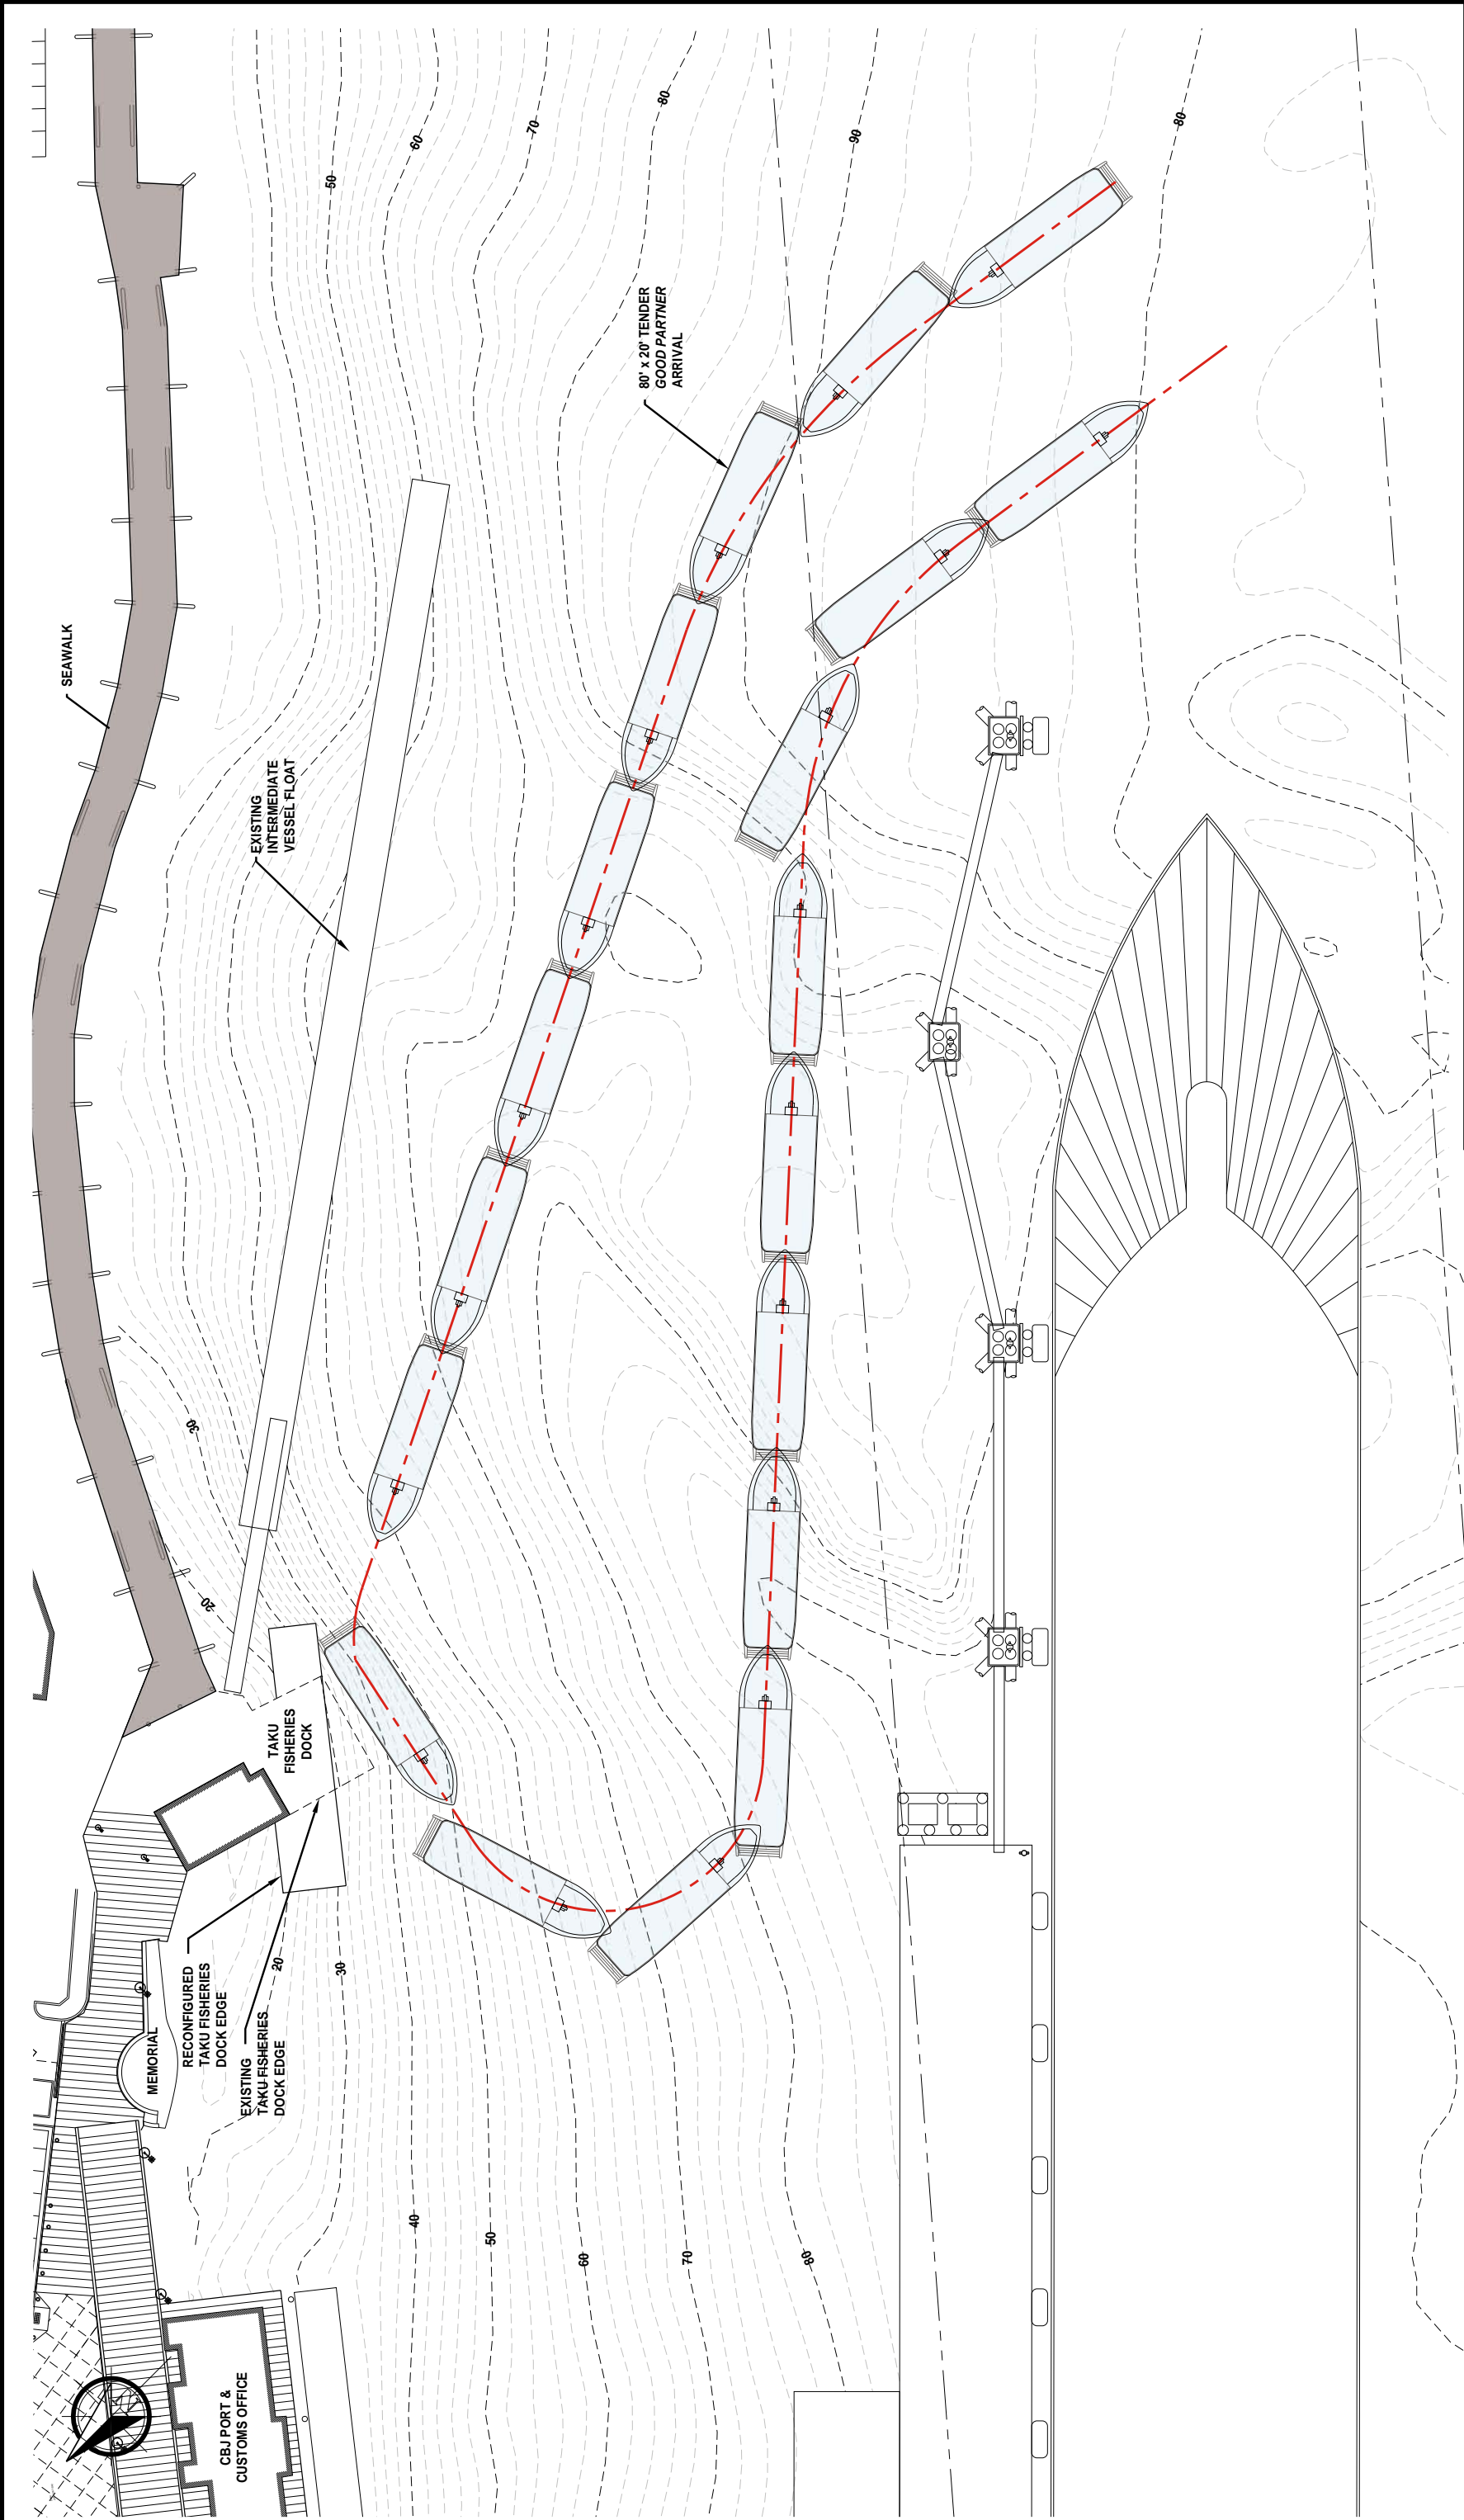 SEAWALK
EXISTING
INTERMEDIATE
VESSEL FLOAT
80' x 20' TENDER
GOOD PARTNER
ARRIVAL
TAKU
FISHERIES
DOCK
RECONFIGURED
TAKU FISHERIES
DOCK EDGE
EXISTING
TAKU FISHERIES
DOCK EDGE
MEMORIAL
CBJ PORT &
CUSTOMS OFFICE
50
60
70
80
90
80
30
20
20
30
40
50
60
70
80